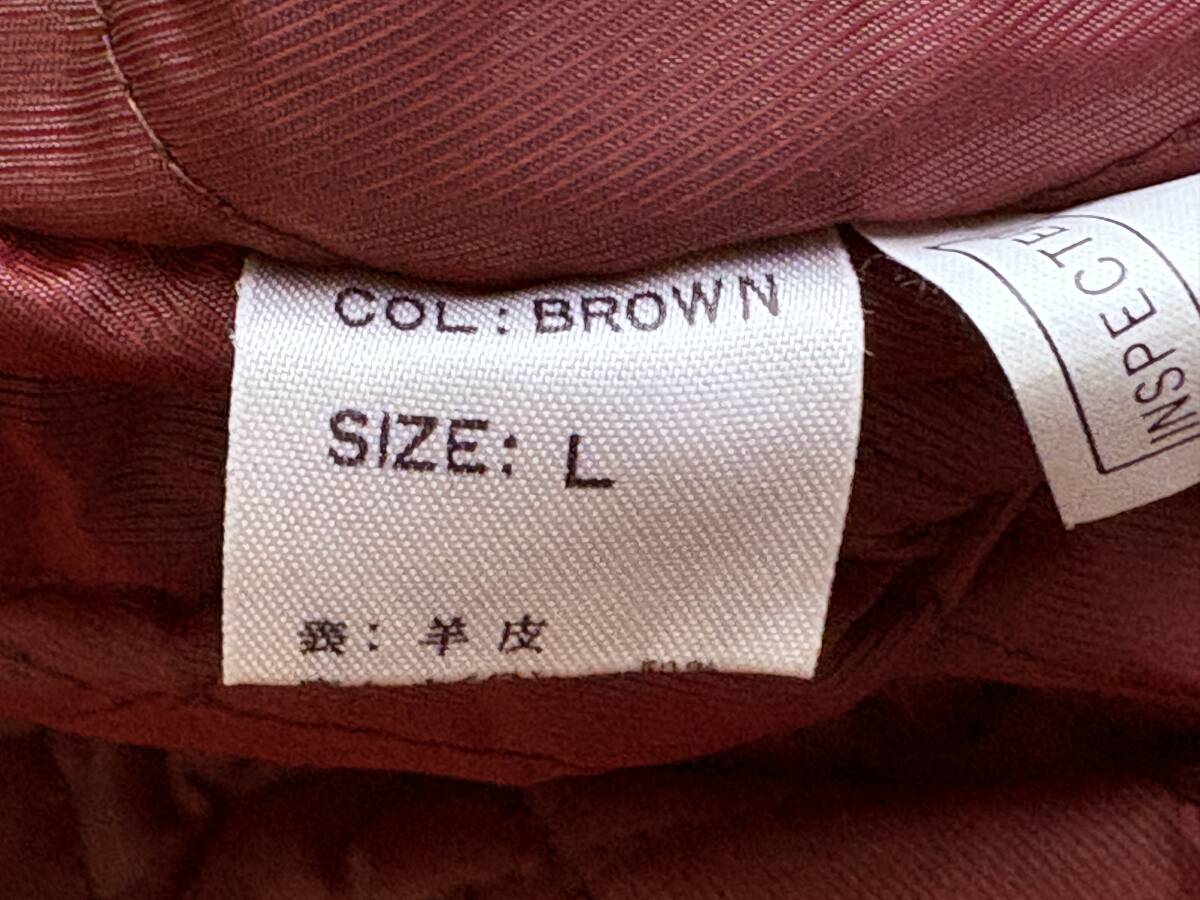 COL: BROWN
SIZE: L
表: 羊皮
INSPECTE